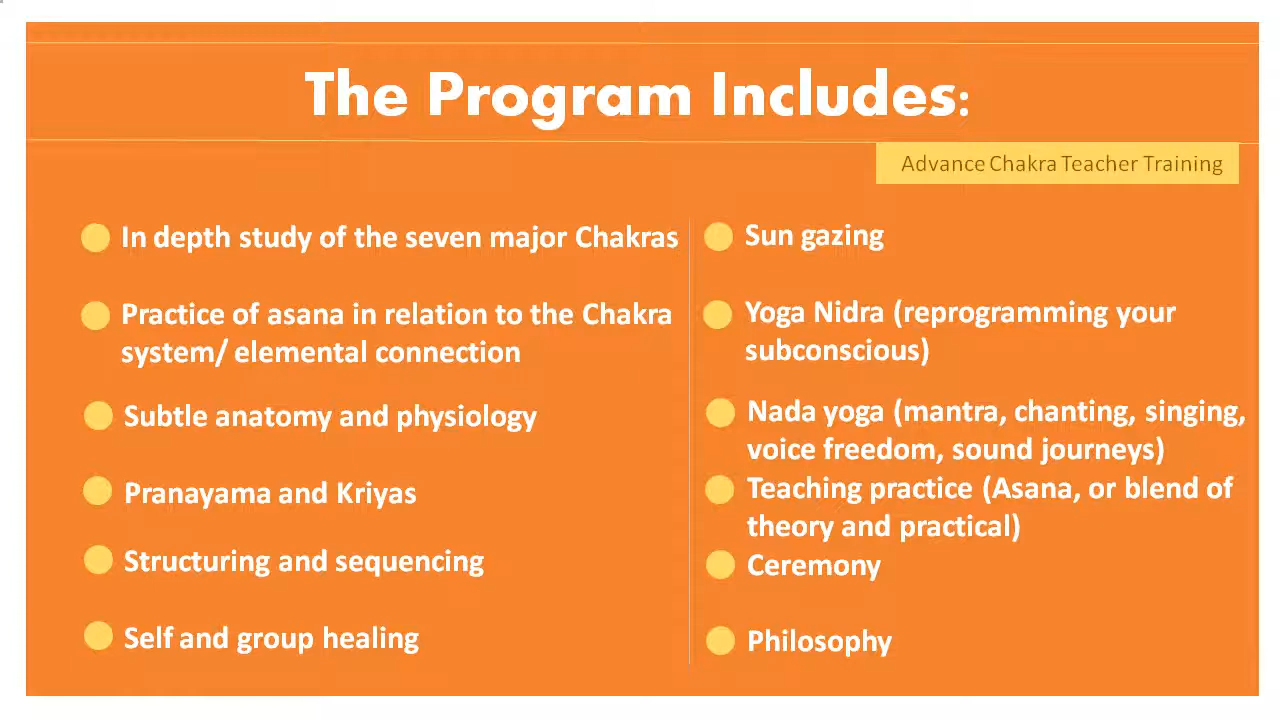 The Program Includes:
Advance Chakra Teacher Training
In depth study of the seven major Chakras
Practice of asana in relation to the Chakra
system/ elemental connection
Subtle anatomy and physiology
Pranayama and Kriyas
Structuring and sequencing
Self and group healing
Sun gazing
Yoga Nidra (reprogramming your
subconscious)
Nada yoga (mantra, chanting, singing,
voice freedom, sound journeys)
Teaching practice (Asana, or blend of
theory and practical)
Ceremony
Philosophy